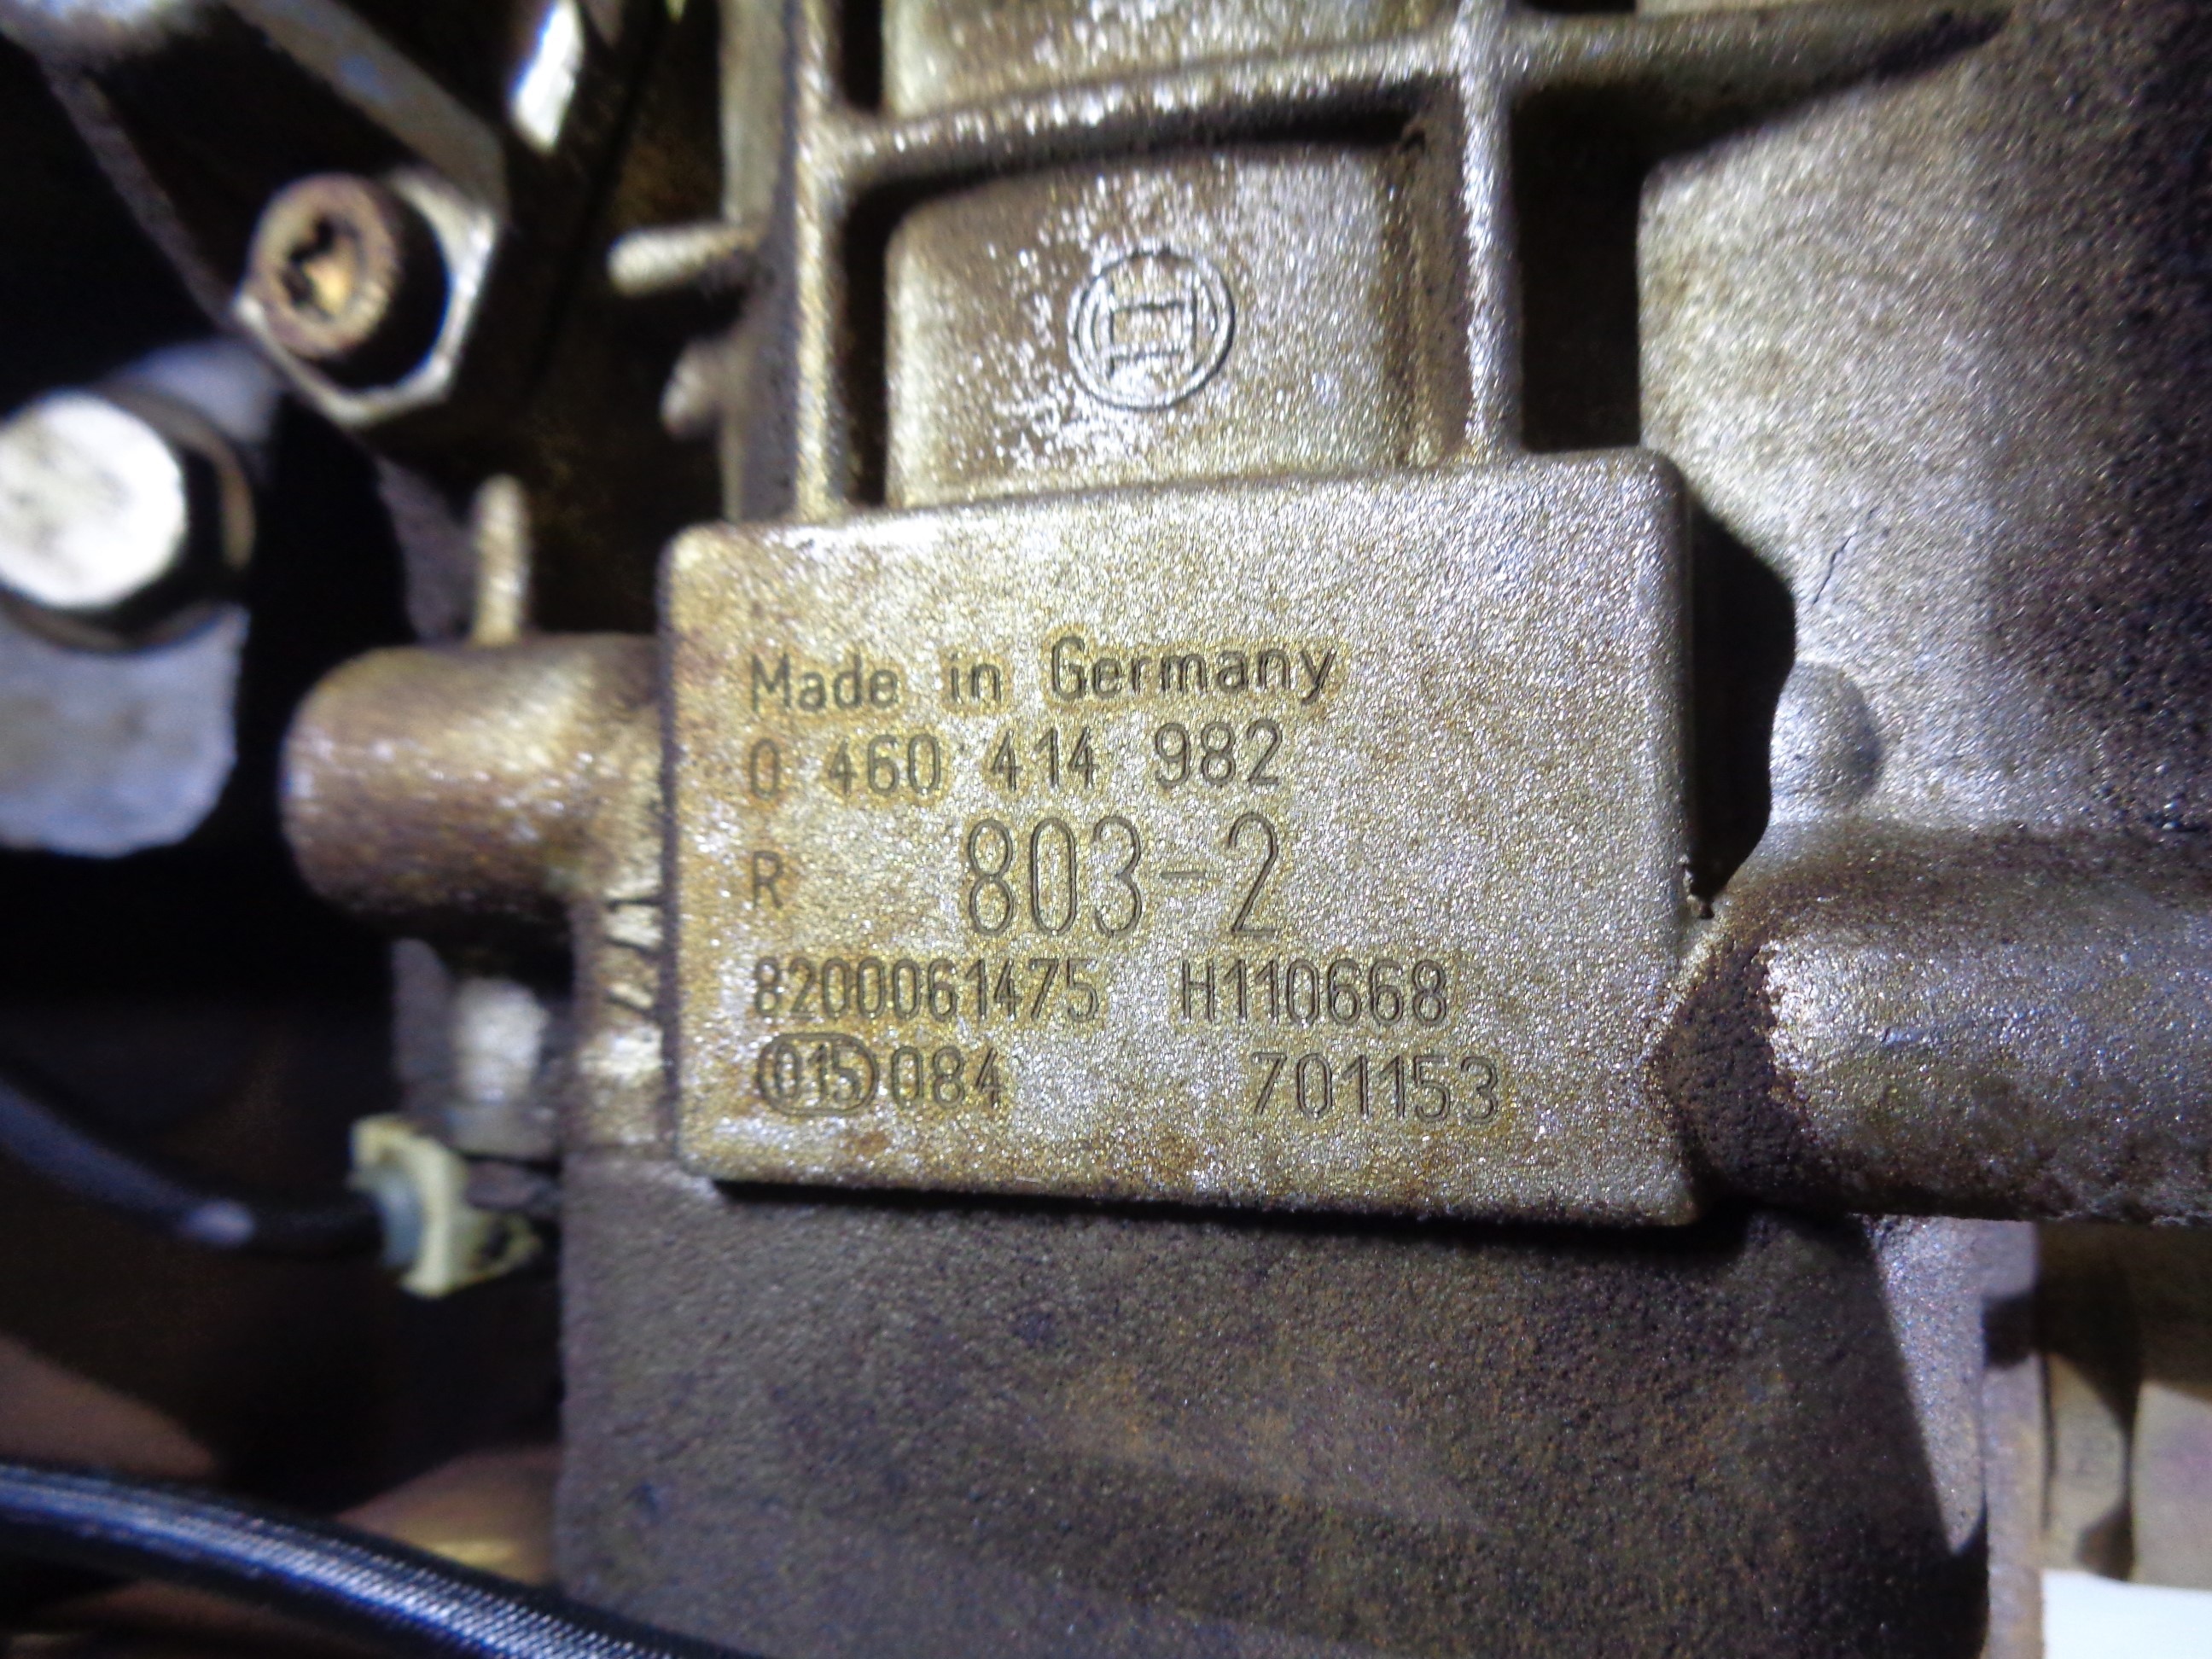 Made in Germany
0 460 414 982
R 803-2
8200061475 H110668
015 084 701153